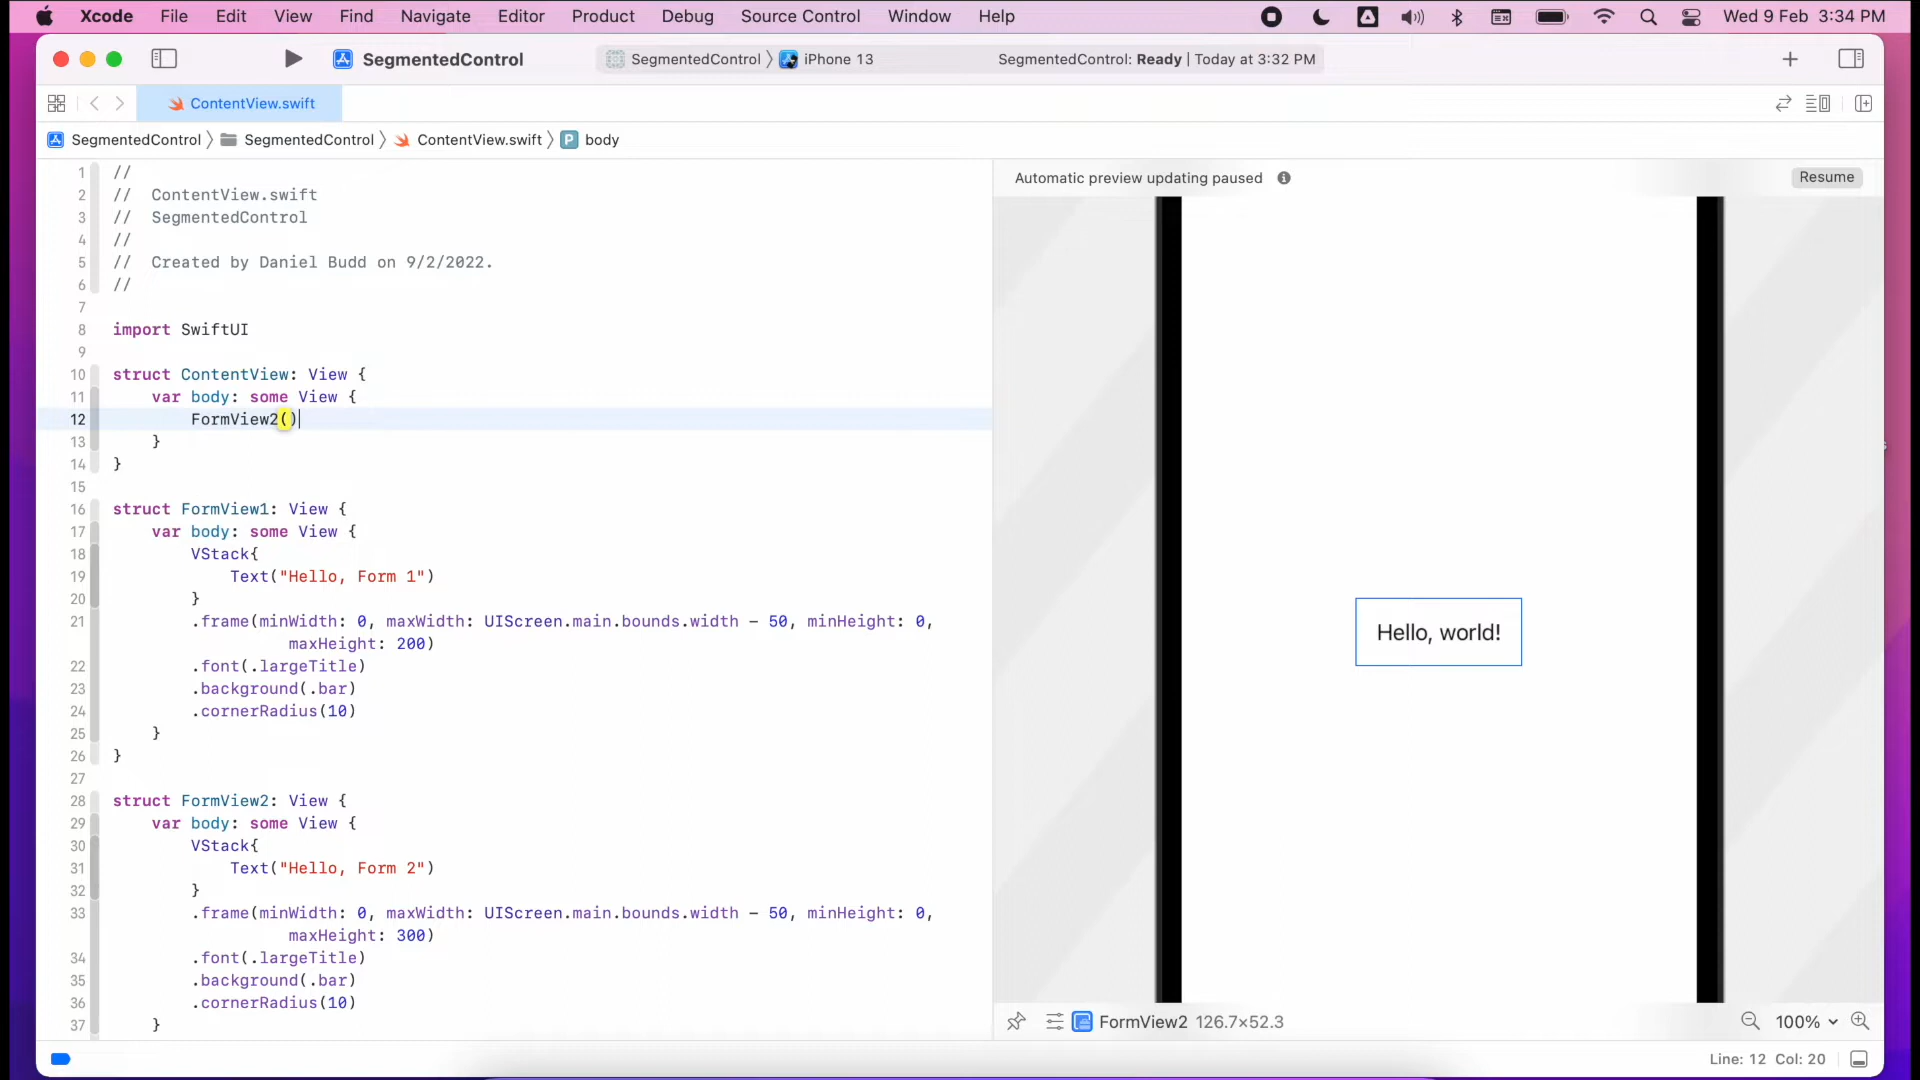 Xcode File Edit View Find Navigate Editor Product Debug Source Control Window Help Wed 9 Feb 3:34 PM
SegmentedControl SegmentedControl 〉 iPhone 13 SegmentedControl: Ready | Today at 3:32 PM
ContentView.swift
SegmentedControl 〉 SegmentedControl 〉 ContentView.swift 〉 P body
1 //
2 //  ContentView.swift
3 //  SegmentedControl
4 //
5 //  Created by Daniel Budd on 9/2/2022.
6 //
7
8 import SwiftUI
9
10 struct ContentView: View {
11     var body: some View {
12         FormView2()
13     }
14 }
15
16 struct FormView1: View {
17     var body: some View {
18         VStack{
19             Text("Hello, Form 1")
20         }
21         .frame(minWidth: 0, maxWidth: UIScreen.main.bounds.width - 50, minHeight: 0,
maxHeight: 200)
22         .font(.largeTitle)
23         .background(.bar)
24         .cornerRadius(10)
25     }
26 }
27
28 struct FormView2: View {
29     var body: some View {
30         VStack{
31             Text("Hello, Form 2")
32         }
33         .frame(minWidth: 0, maxWidth: UIScreen.main.bounds.width - 50, minHeight: 0,
maxHeight: 300)
34         .font(.largeTitle)
35         .background(.bar)
36         .cornerRadius(10)
37     }
Automatic preview updating paused Resume
Hello, world!
FormView2 126.7×52.3 100%
Line: 12 Col: 20